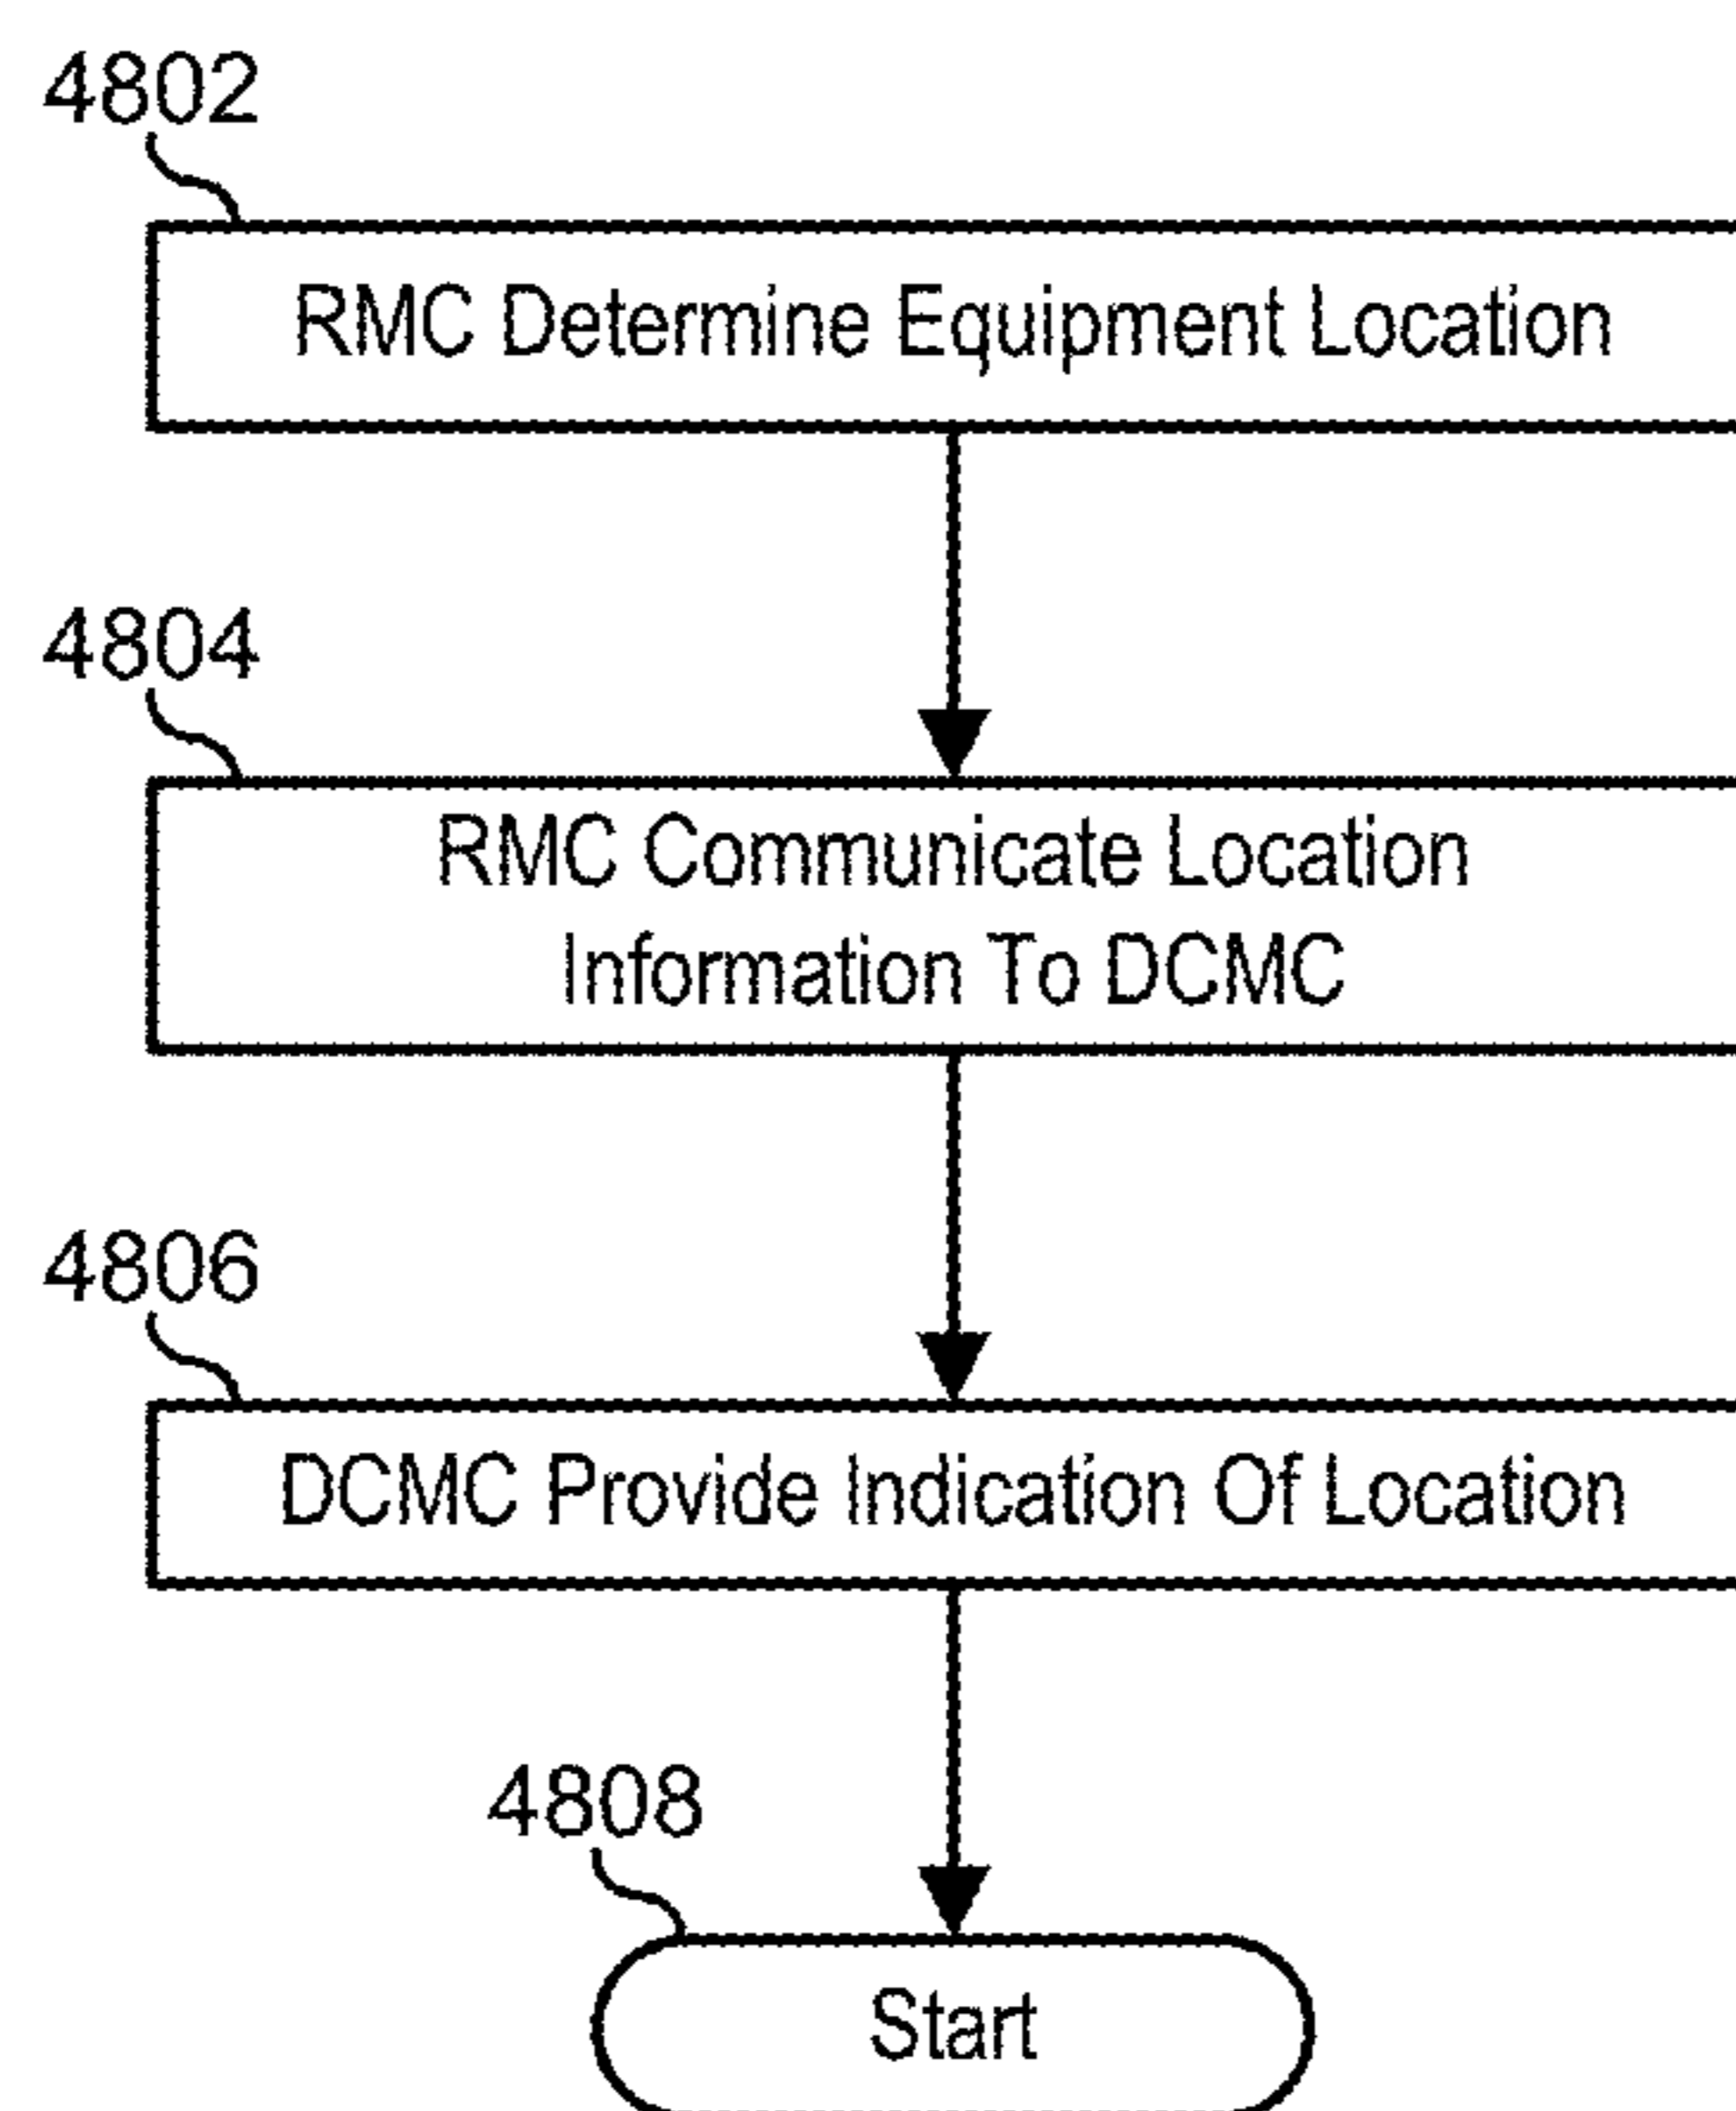 4802
RMC Determine Equipment Location
4804
RMC Communicate Location
Information To DCMC
4806
DCMC Provide Indication Of Location
4808
Start